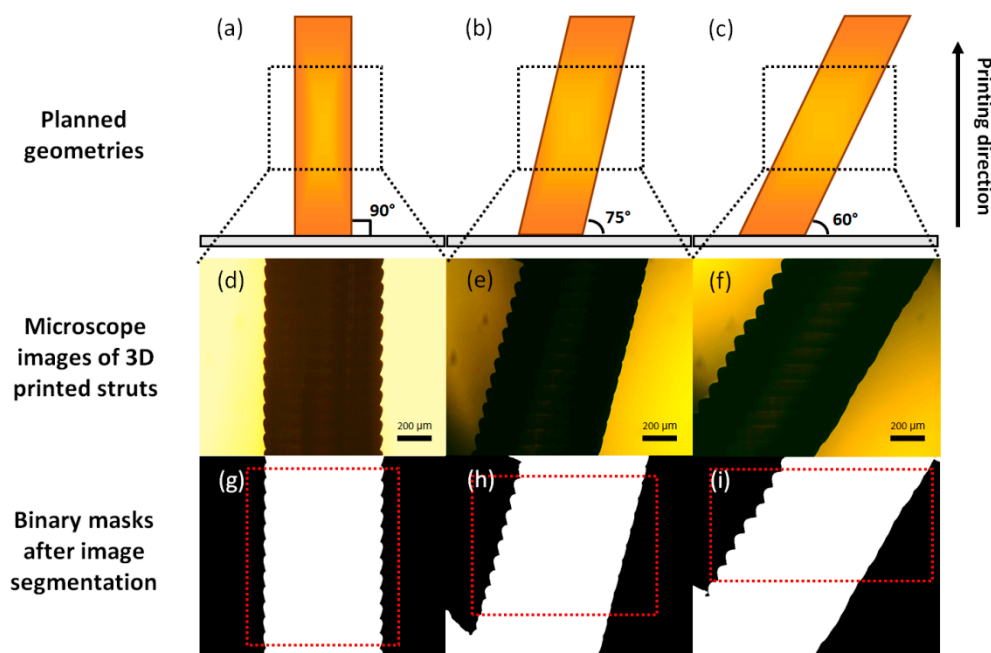 (a)
(b)
(c)
Planned
geometries
Printing direction
90°
75°
60°
(d)
(e)
(f)
Microscope
images of 3D
printed struts
200 µm
200 µm
200 µm
(g)
(h)
(i)
Binary masks
after image
segmentation